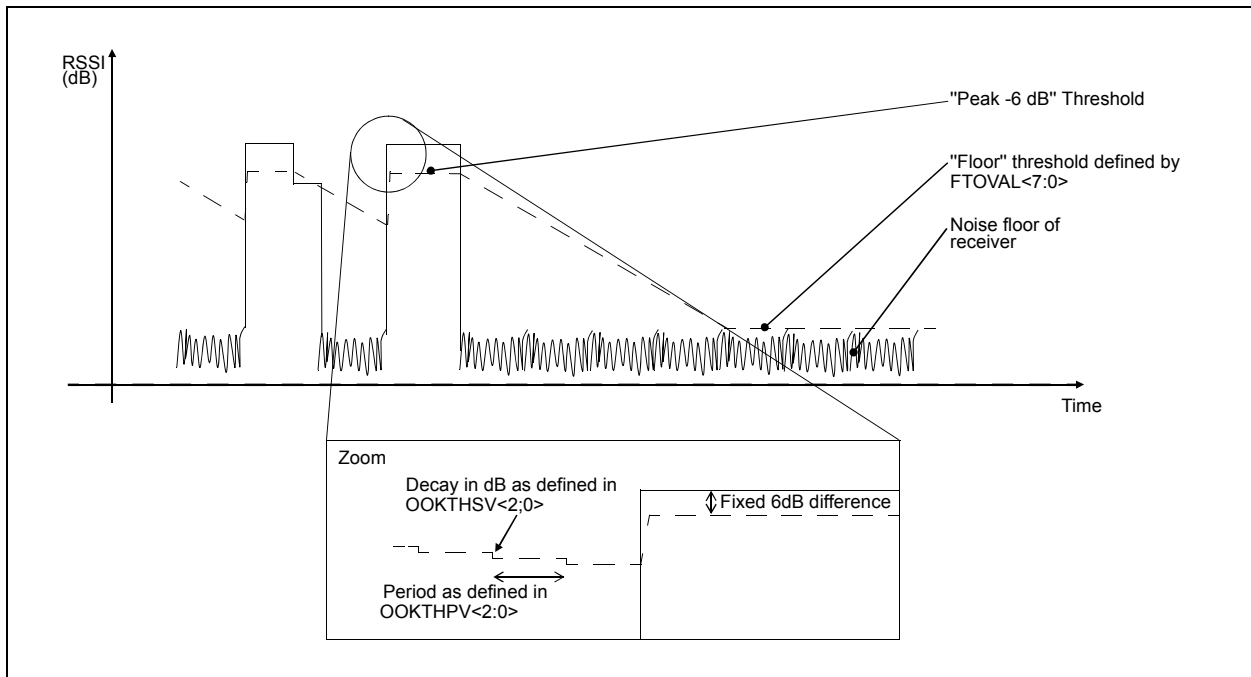 RSSI
(dB)
"Peak -6 dB" Threshold
"Floor" threshold defined by
FTOVAL<7:0>
Noise floor of
receiver
Time
Zoom
Decay in dB as defined in
OOKTHSV<2;0>
Fixed 6dB difference
Period as defined in
OOKTHPV<2:0>